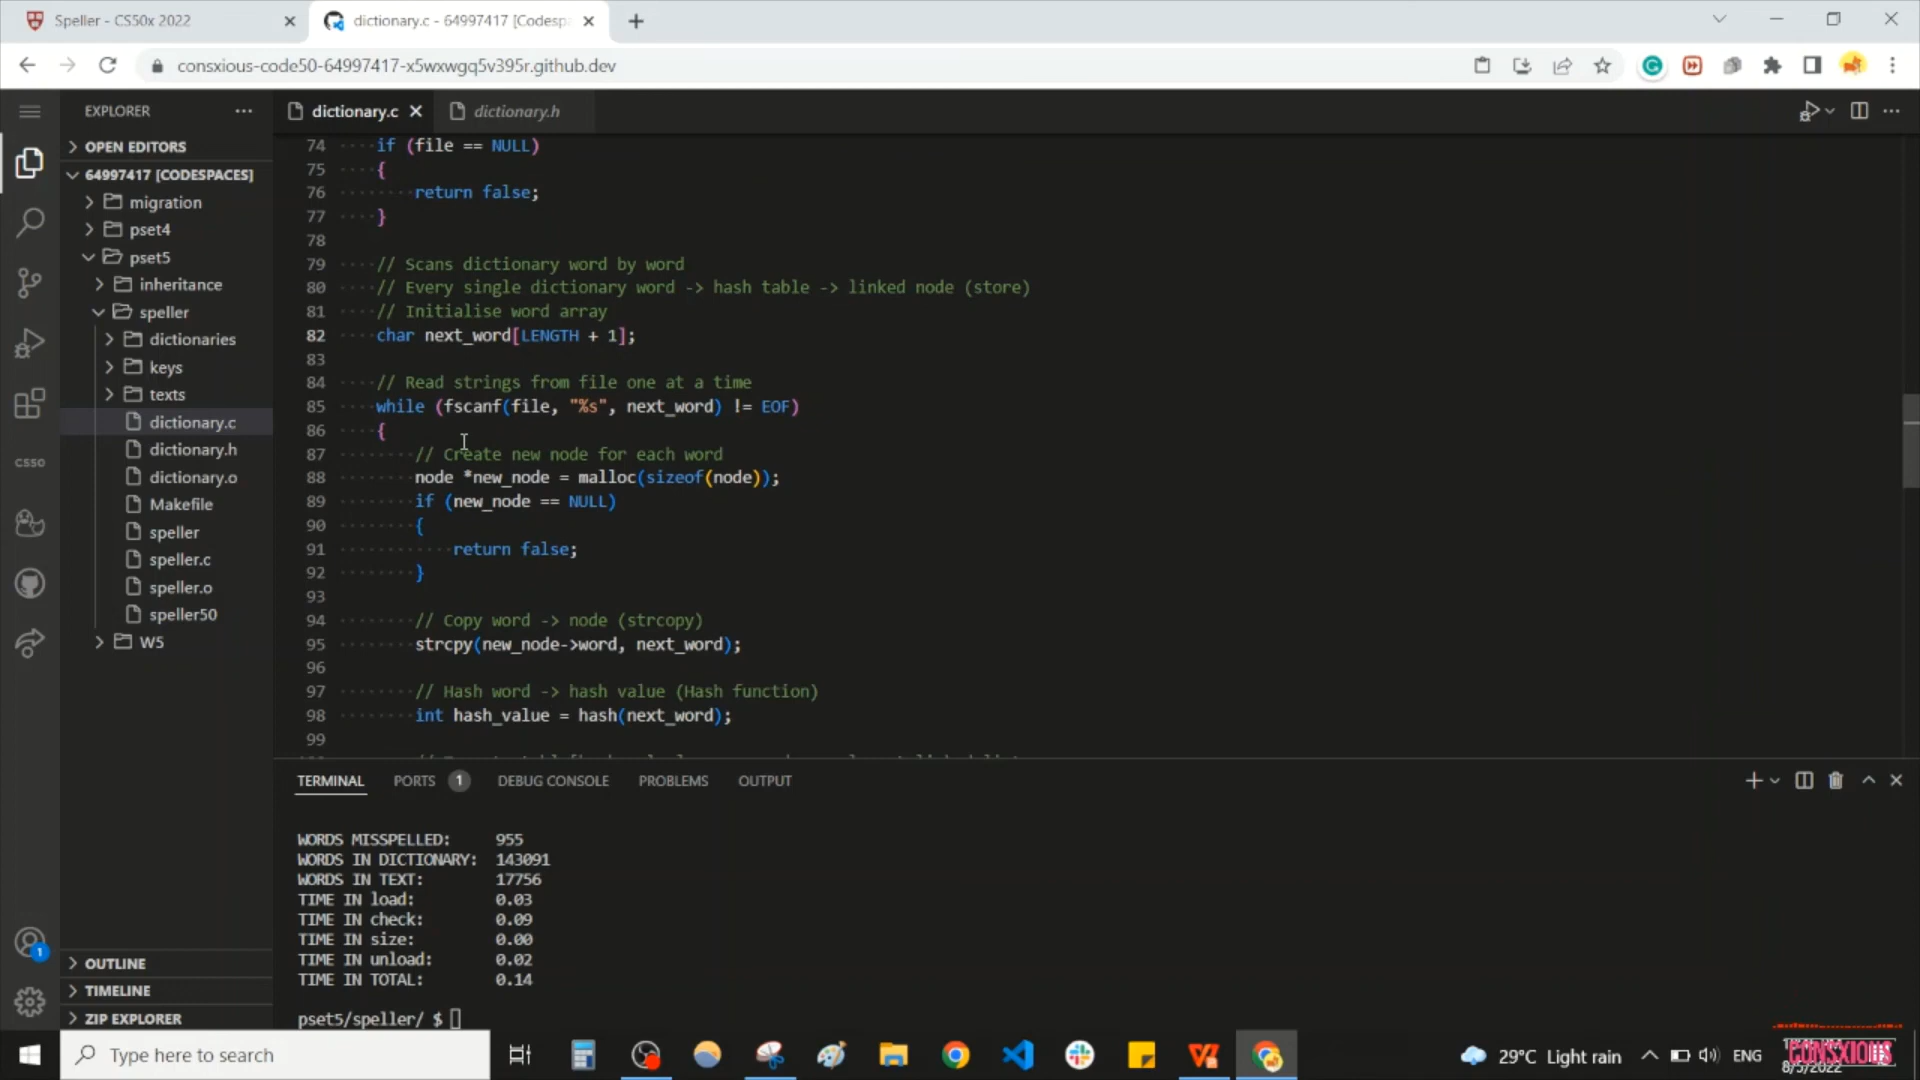 Speller - CS50x 2022
dictionary.c - 64997417 [Codesp
consxious-code50-64997417-x5wxwgq5v395r.github.dev
EXPLORER
dictionary.c
dictionary.h
OPEN EDITORS
64997417 [CODESPACES]
migration
pset4
pset5
inheritance
speller
dictionaries
keys
texts
dictionary.c
dictionary.h
dictionary.o
Makefile
speller
speller.c
speller.o
speller50
W5
OUTLINE
TIMELINE
ZIP EXPLORER
CS50
1
74 if (file == NULL)
75 {
76 return false;
77 }
78
79 // Scans dictionary word by word
80 // Every single dictionary word -> hash table -> linked node (store)
81 // Initialise word array
82 char next_word[LENGTH + 1];
83
84 // Read strings from file one at a time
85 while (fscanf(file, "%s", next_word) != EOF)
86 {
87 // Create new node for each word
88 node *new_node = malloc(sizeof(node));
89 if (new_node == NULL)
90 {
91 return false;
92 }
93
94 // Copy word -> node (strcopy)
95 strcpy(new_node->word, next_word);
96
97 // Hash word -> hash value (Hash function)
98 int hash_value = hash(next_word);
99
TERMINAL PORTS 1 DEBUG CONSOLE PROBLEMS OUTPUT
WORDS MISSPELLED: 955
WORDS IN DICTIONARY: 143091
WORDS IN TEXT: 17756
TIME IN load: 0.03
TIME IN check: 0.09
TIME IN size: 0.00
TIME IN unload: 0.02
TIME IN TOTAL: 0.14
pset5/speller/ $
Type here to search
29°C Light rain
ENG
8/5/2022
CONSXIOUS